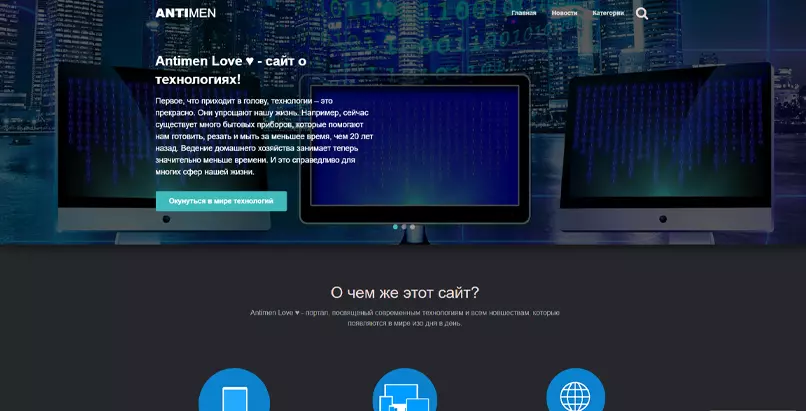 ANTIMEN
Главная Новости Категории
Antimen Love ♥ - сайт о
технологиях!
Первое, что приходит в голову, технологии – это
прекрасно. Они упрощают нашу жизнь. Например, сейчас
существует много бытовых приборов, которые помогают
нам готовить, резать и мыть за меньшее время, чем 20 лет
назад. Ведение домашнего хозяйства занимает теперь
значительно меньше времени. И это справедливо для
многих сфер нашей жизни.
Окунуться в мире технологий
О чем же этот сайт?
Antimen Love ♥ - портал, посвященый современным технологиям и всем новшествам, которые
появляются в мире изо дня в день.